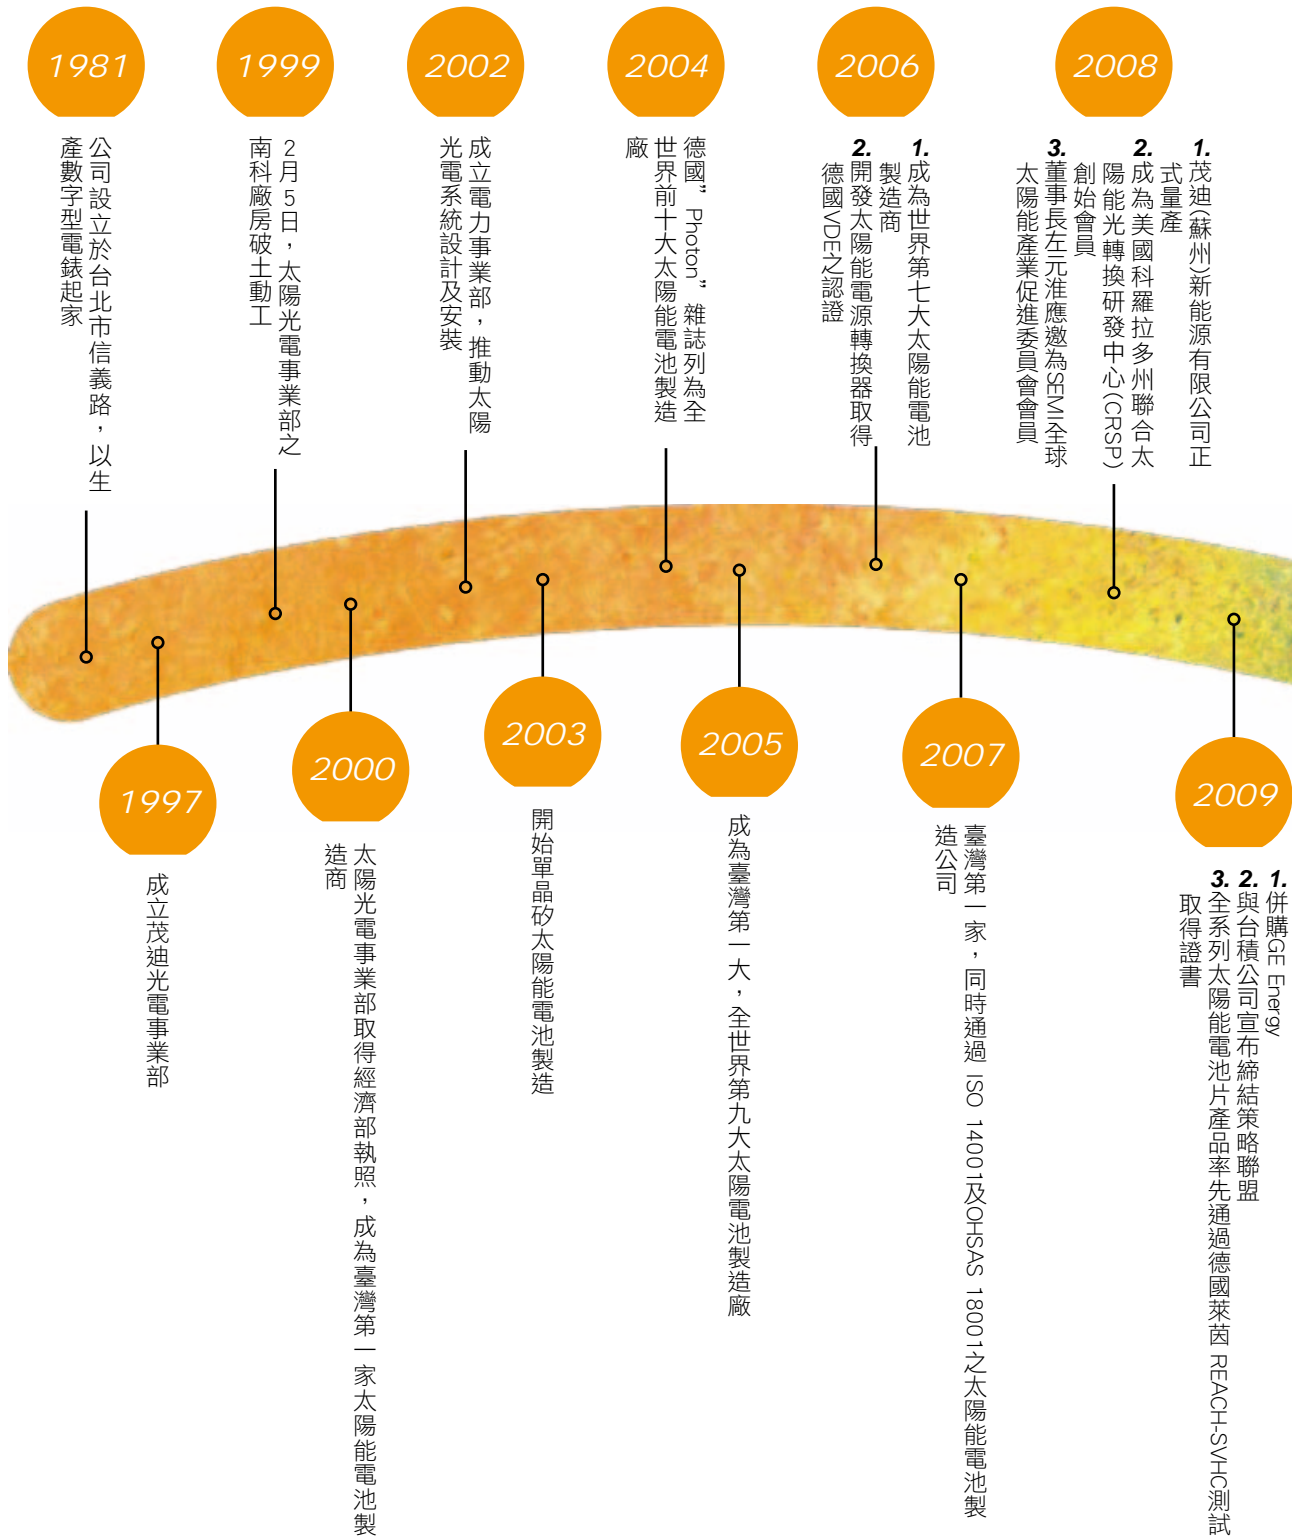 1981
公司設立於台北市信義路，以生
產數字型電錶起家
1999
2月5日，太陽光電事業部之
南科廠房破土動工
2002
成立電力事業部，推動太陽
光電系統設計及安裝
2004
德國”Photon”雜誌列為全
世界前十大太陽能電池製造
廠
2006
1.成為世界第七大太陽能電池
製造商
2.開發太陽能電源轉換器取得
德國VDE之認證
2008
1.茂迪(蘇州)新能源有限公司正
式量產
2.成為美國科羅拉多州聯合太
陽能光轉換研發中心(CRSP)
創始會員
3.董事長左元淮應邀為SEMI全球
太陽能產業促進委員會會員
1997
成立茂迪光電事業部
2000
太陽光電事業部取得經濟部執照，成為臺灣第一家太陽能電池製
造商
2003
開始單晶矽太陽能電池製造
2005
成為臺灣第一大，全世界第九大太陽電池製造廠
2007
臺灣第一家，同時通過 ISO 14001及OHSAS 18001之太陽能電池製
造公司
2009
1.併購GE Energy
2.與台積公司宣布締結策略聯盟
3.全系列太陽能電池片產品率先通過德國萊茵 REACH-SVHC測試
取得證書